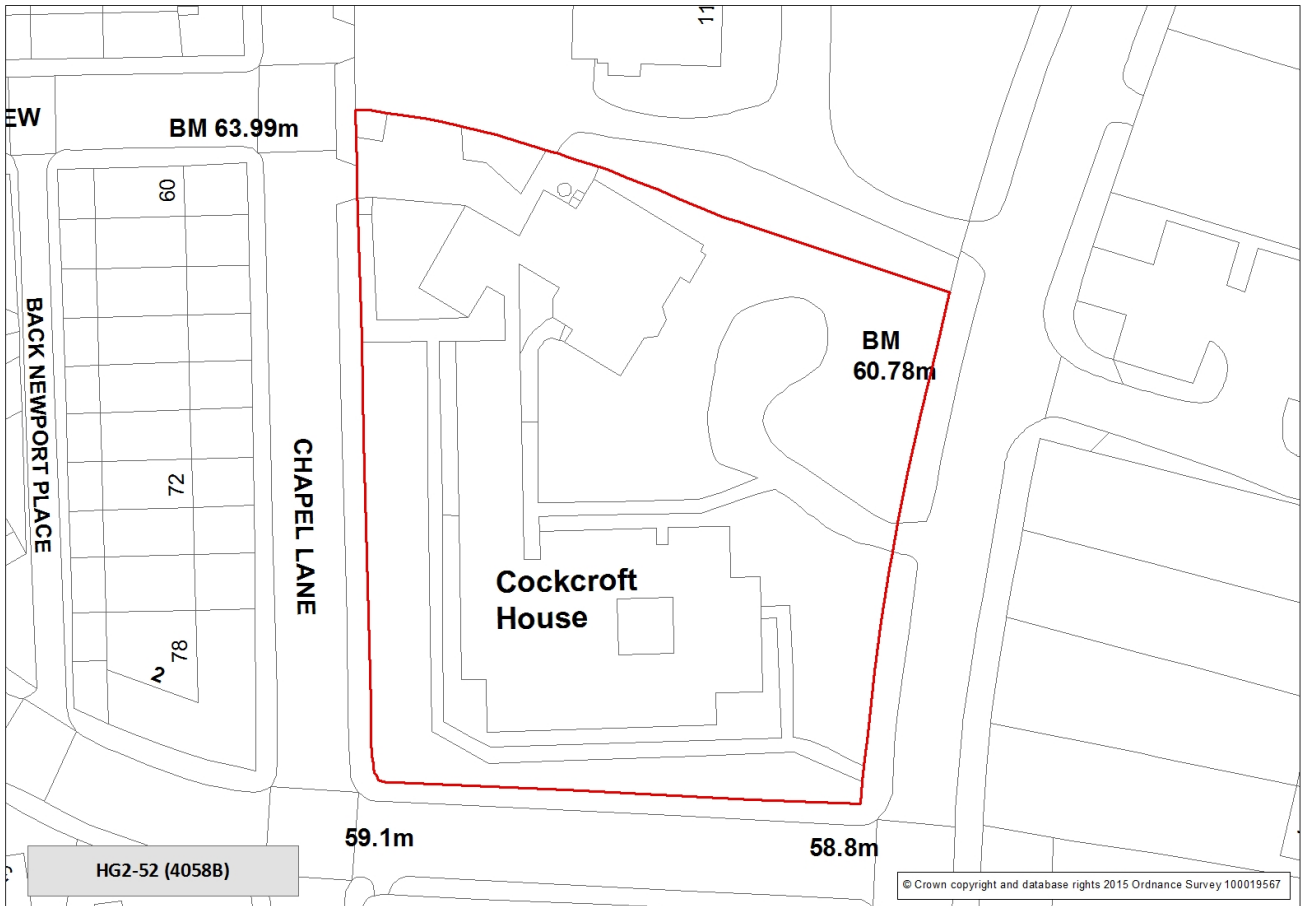 11
EW
BM 63.99m
60
BM
60.78m
BACK NEWPORT PLACE
72
CHAPEL LANE
Cockcroft
House
78
2
59.1m
58.8m
HG2-52 (4058B)
© Crown copyright and database rights 2015 Ordnance Survey 100019567